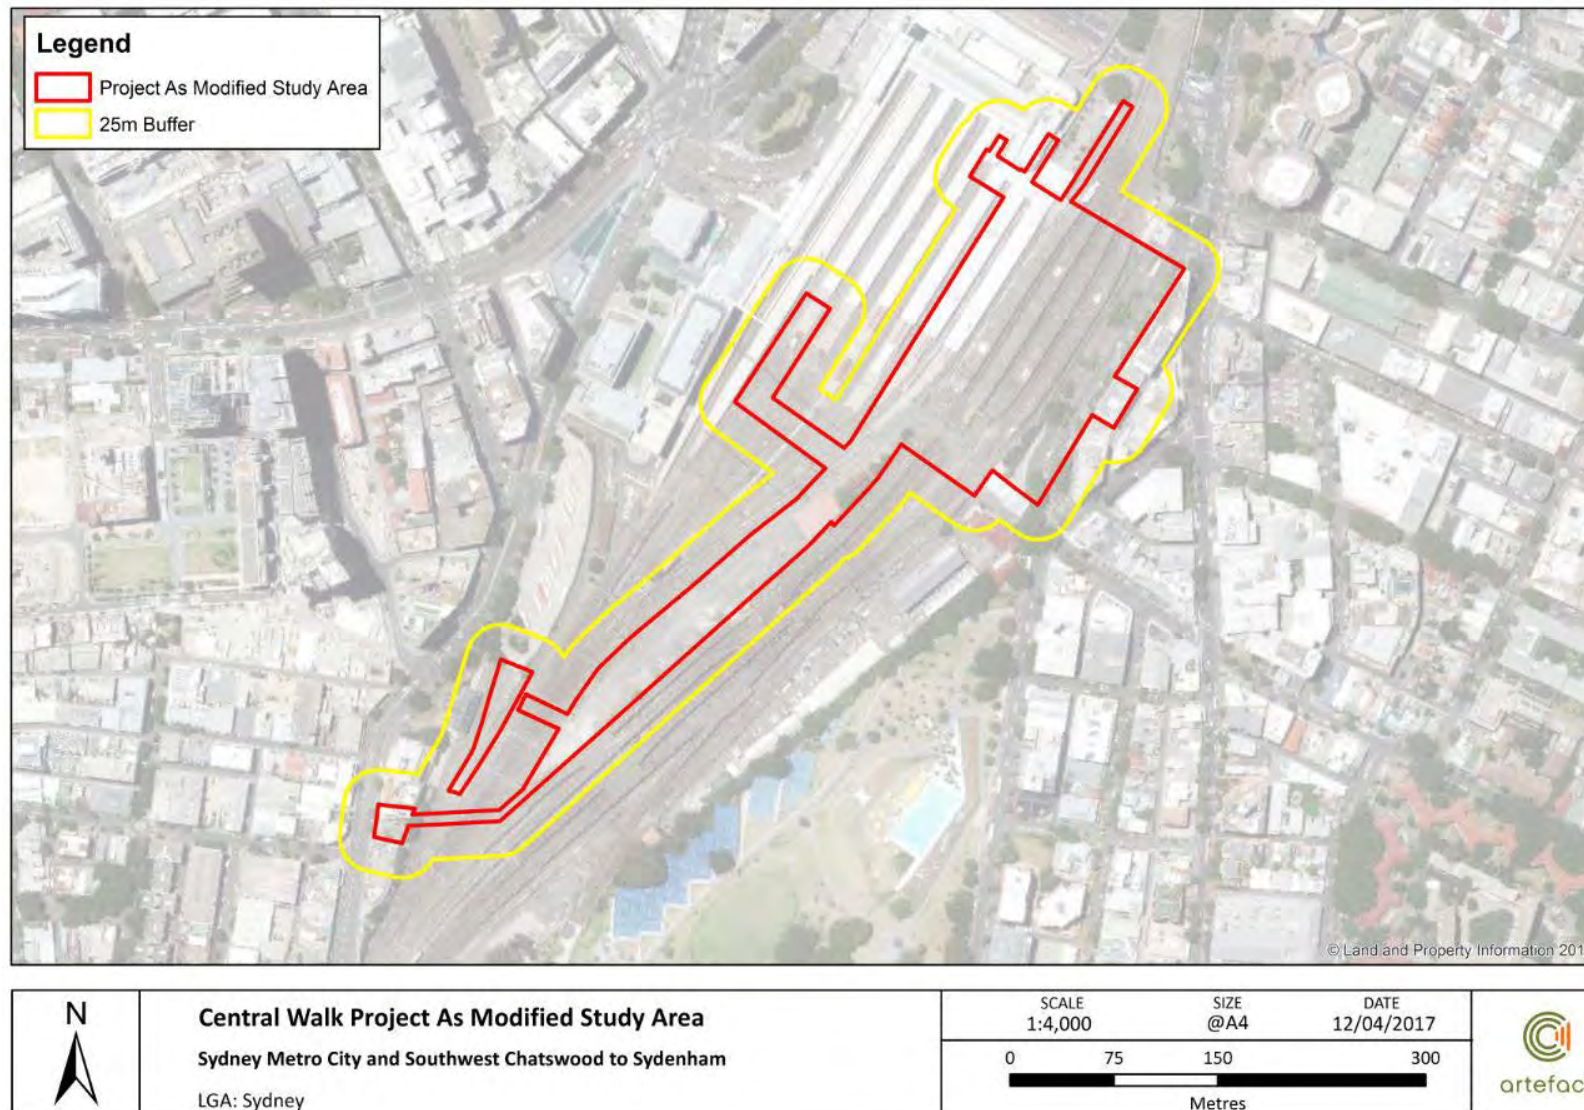 Legend
Project As Modified Study Area
25m Buffer
© Land and Property Information 201
N
Central Walk Project As Modified Study Area
Sydney Metro City and Southwest Chatswood to Sydenham
LGA: Sydney
SCALE
1:4,000
SIZE
@A4
DATE
12/04/2017
0 75 150 300
Metres
artefac